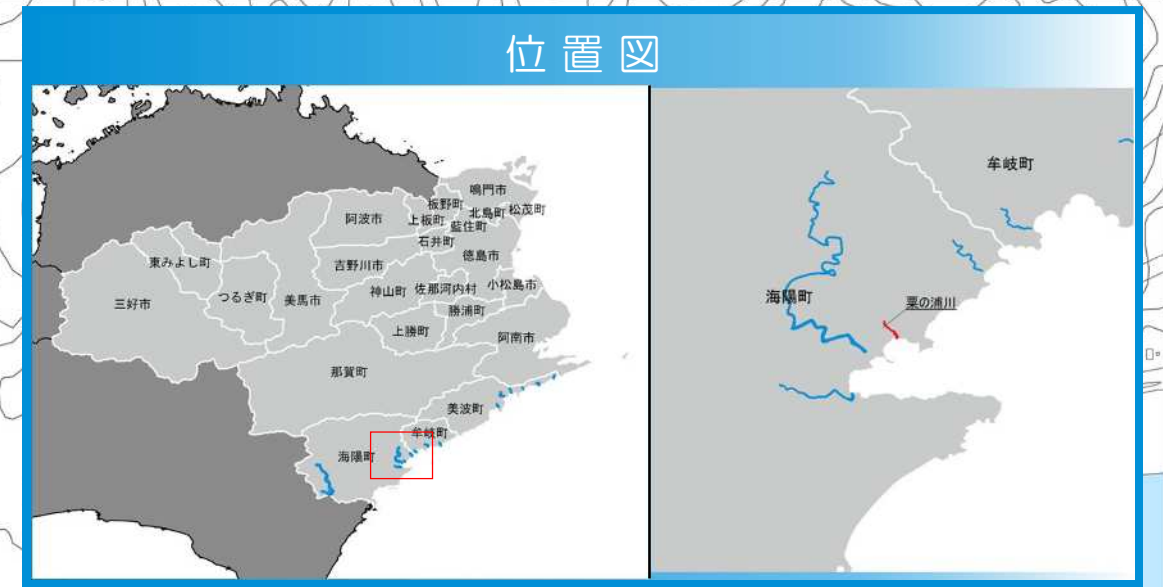 位置図
鳴門市
板野町
松茂町
北島町
阿波市
上板町
藍住町
石井町
徳島市
東みよし町
吉野川市
小松島市
佐那河内村
神山町
つるぎ町
美馬市
三好市
勝浦町
上勝町
阿南市
那賀町
美波町
牟岐町
海陽町
牟岐町
海陽町
栗の浦川